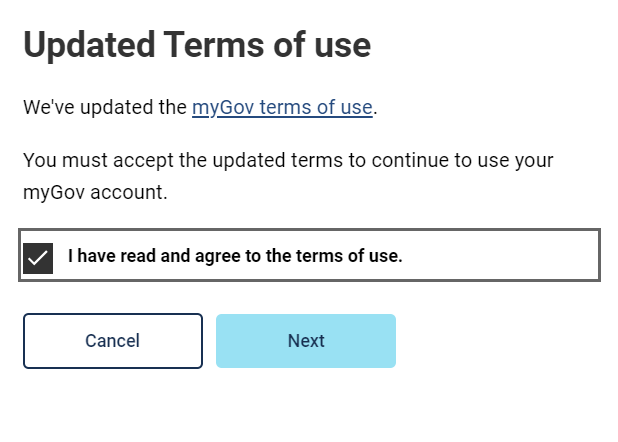 Updated Terms of use
We've updated the myGov terms of use.
You must accept the updated terms to continue to use your
myGov account.
I have read and agree to the terms of use.
Cancel
Next